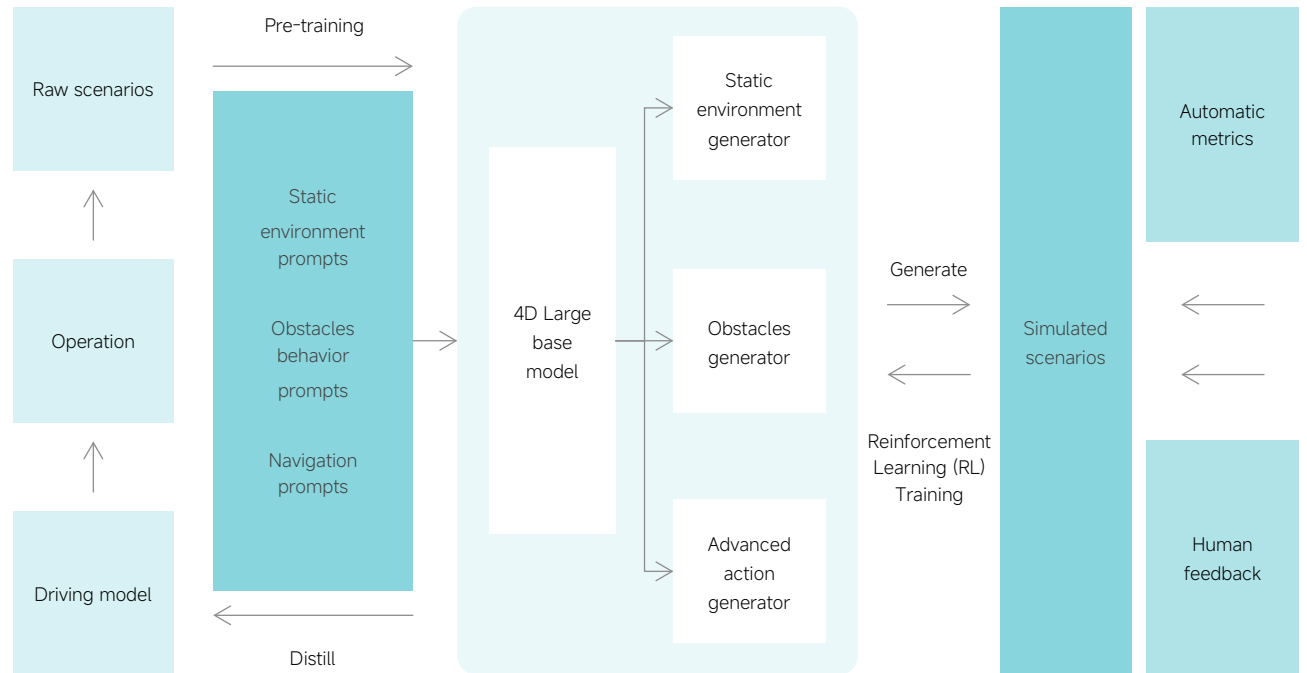 Raw scenarios
Operation
Driving model
Pre-training
Static
environment
prompts
Obstacles
behavior
prompts
Navigation
prompts
Distill
4D Large
base
model
Static
environment
generator
Obstacles
generator
Advanced
action
generator
Generate
Reinforcement
Learning (RL)
Training
Simulated
scenarios
Automatic
metrics
Human
feedback